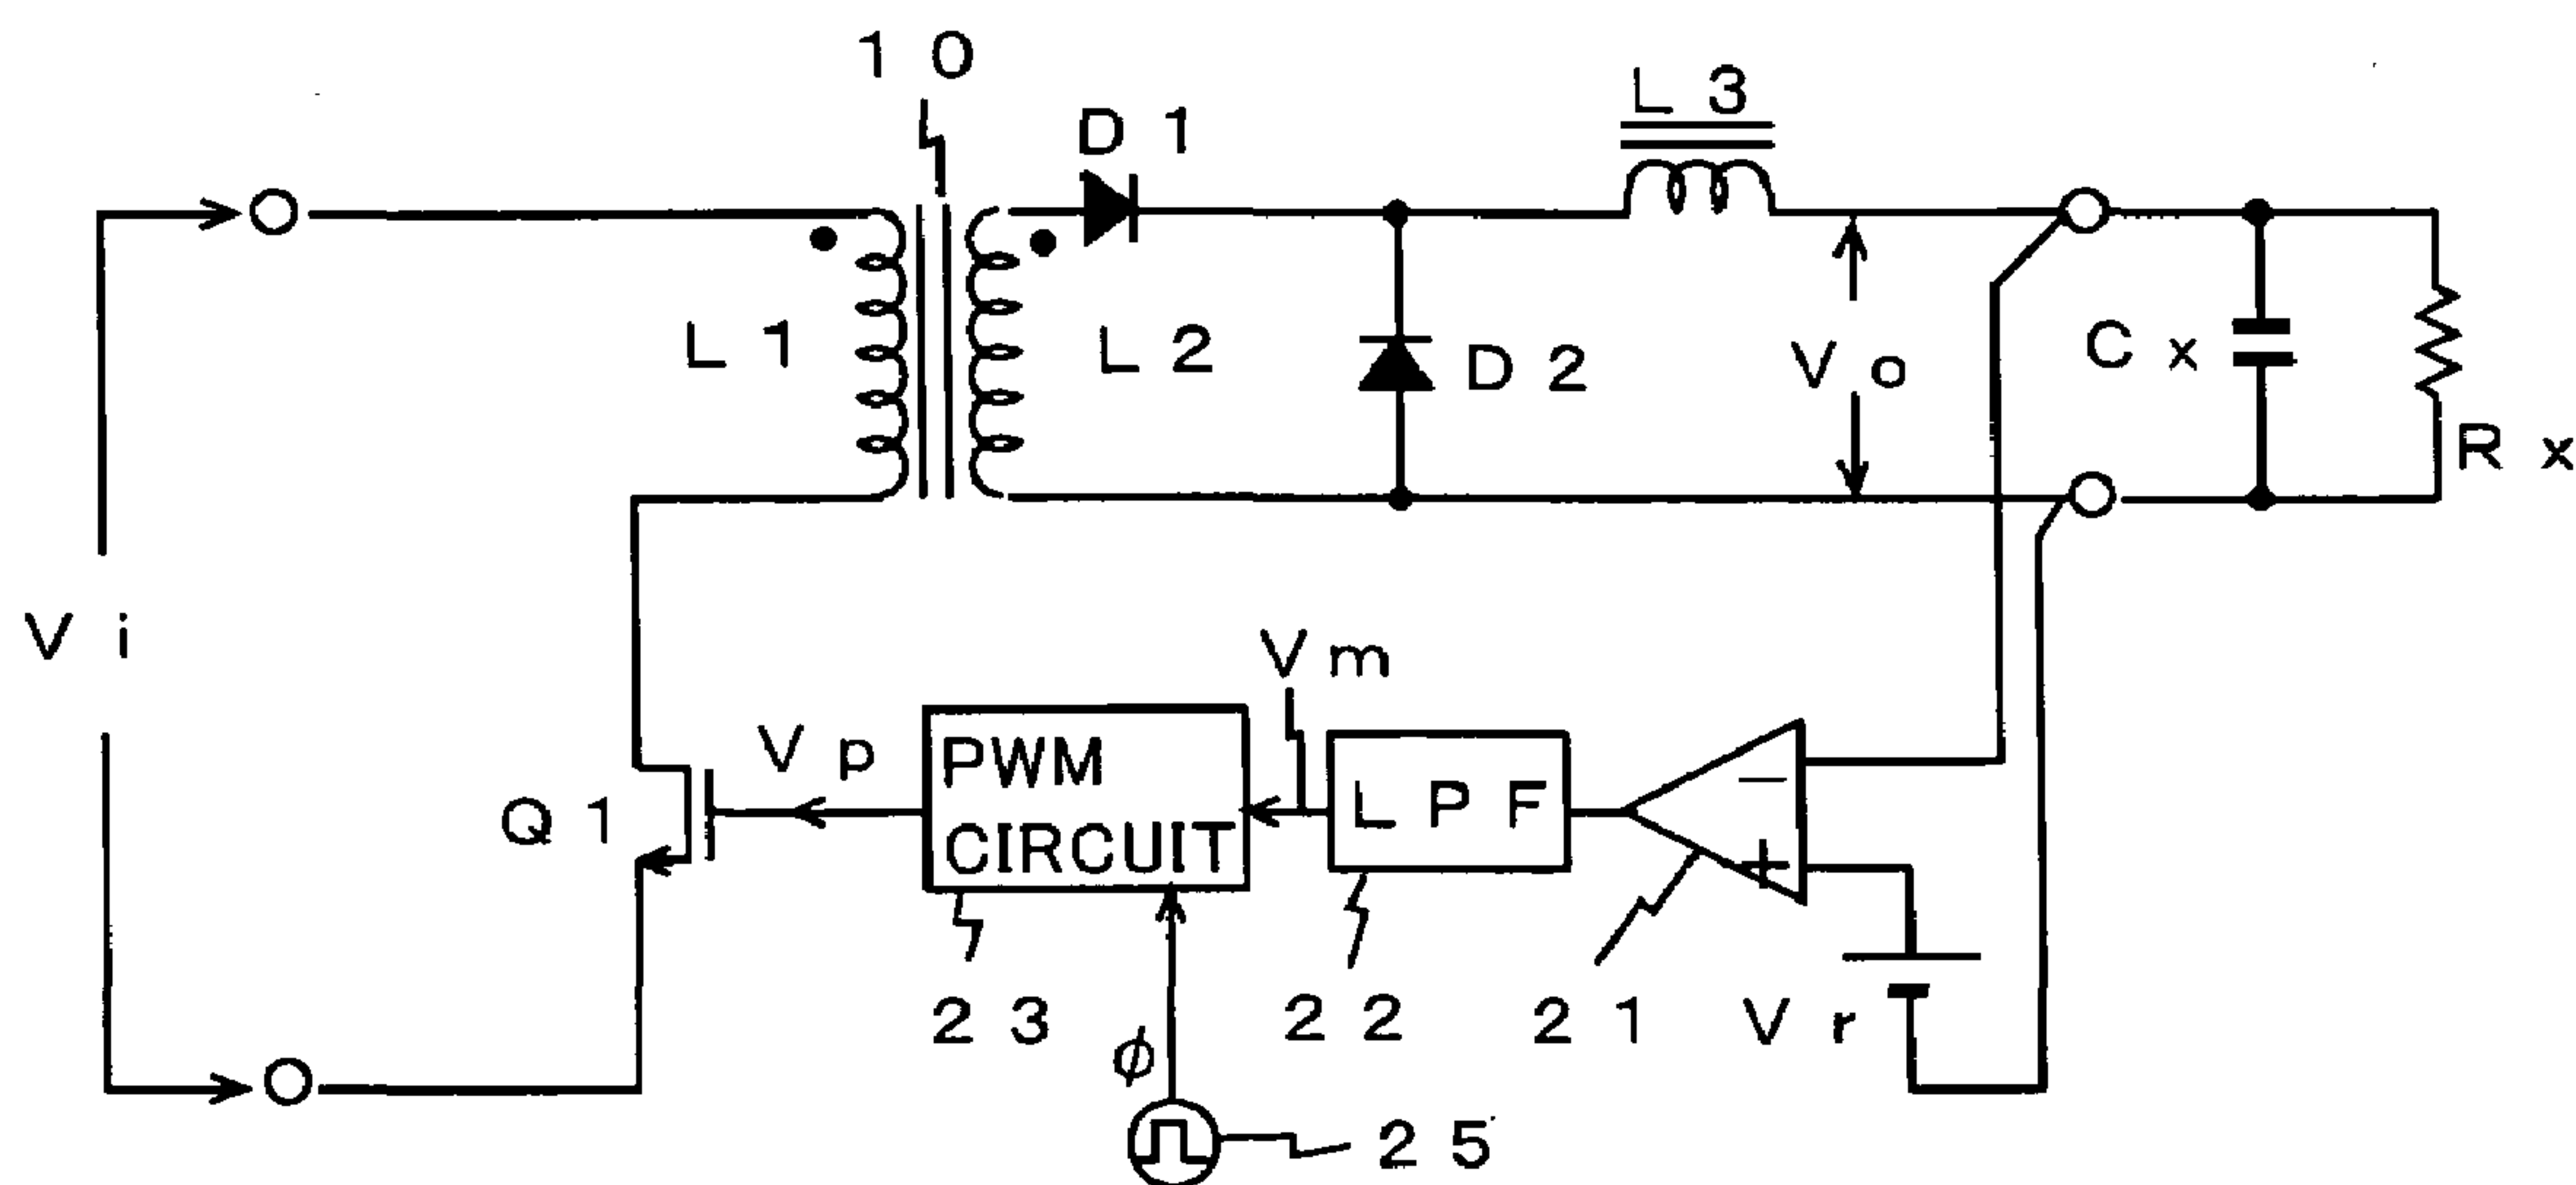 10
D1
L3
L1
L2
D2
Vo
Cx
Rx
Vi
Vm
Vp
PWM
CIRCUIT
LPF
−
+
Q1
23
22
21
Vr
φ
25